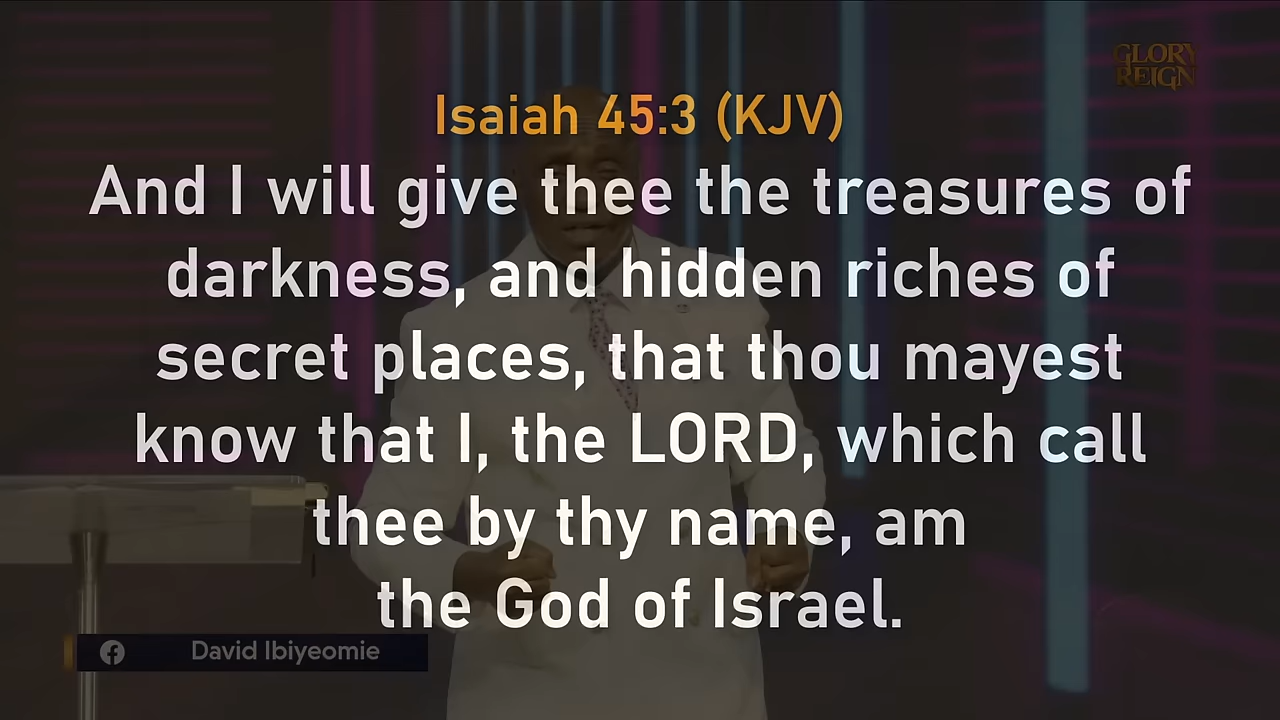 GLORY
REIGN
Isaiah 45:3 (KJV)
And I will give thee the treasures of
darkness, and hidden riches of
secret places, that thou mayest
know that I, the LORD, which call
thee by thy name, am
the God of Israel.
David Ibiyeomie